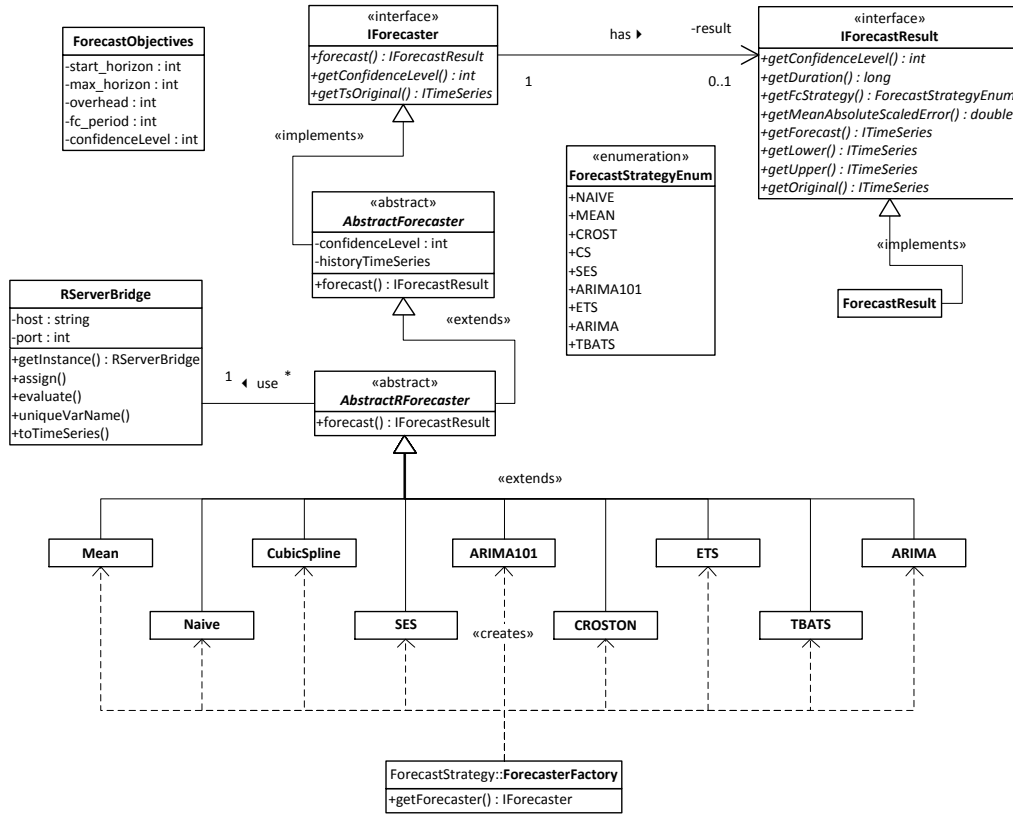 ForecastObjectives
-start_horizon : int
-max_horizon : int
-overhead : int
-fc_period : int
-confidenceLevel : int
«interface»
IForecaster
+forecast() : IForecastResult
+getConfidenceLevel() : int
+getTsOriginal() : ITimeSeries
has
-result
1
0..1
«interface»
IForecastResult
+getConfidenceLevel() : int
+getDuration() : long
+getFcStrategy() : ForecastStrategyEnum
+getMeanAbsoluteScaledError() : double
+getForecast() : ITimeSeries
+getLower() : ITimeSeries
+getUpper() : ITimeSeries
+getOriginal() : ITimeSeries
«implements»
«enumeration»
ForecastStrategyEnum
+NAIVE
+MEAN
+CROST
+CS
+SES
+ARIMA101
+ETS
+ARIMA
+TBATS
«implements»
ForecastResult
«abstract»
AbstractForecaster
-confidenceLevel : int
-historyTimeSeries
+forecast() : IForecastResult
«extends»
RServerBridge
-host : string
-port : int
+getInstance() : RServerBridge
+assign()
+evaluate()
+uniqueVarName()
+toTimeSeries()
1
use
*
«abstract»
AbstractRForecaster
+forecast() : IForecastResult
«extends»
Mean
CubicSpline
ARIMA101
ETS
ARIMA
Naive
SES
«creates»
CROSTON
TBATS
ForecastStrategy::ForecasterFactory
+getForecaster() : IForecaster